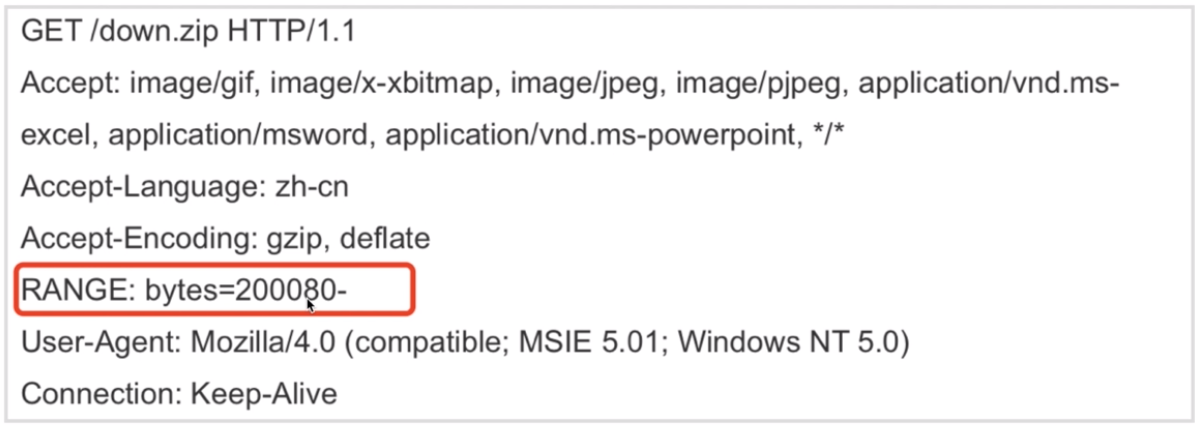 GET /down.zip HTTP/1.1
Accept: image/gif, image/x-xbitmap, image/jpeg, image/pjpeg, application/vnd.ms-
excel, application/msword, application/vnd.ms-powerpoint, */*
Accept-Language: zh-cn
Accept-Encoding: gzip, deflate
RANGE: bytes=200080-
User-Agent: Mozilla/4.0 (compatible; MSIE 5.01; Windows NT 5.0)
Connection: Keep-Alive